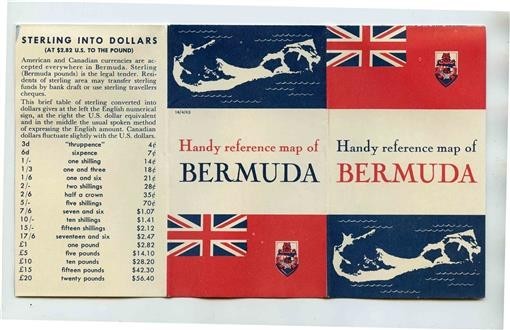 STERLING INTO DOLLARS
(AT $2.82 U.S. TO THE POUND)
American and Canadian currencies are ac-
cepted everywhere in Bermuda. Sterling
(Bermuda pounds) is the legal tender. Resi-
dents of sterling area may transfer sterling
funds by bank draft or use sterling travellers
cheques.
This brief table of sterling converted into
dollars gives at the left the English numerical
sign, at the right the U.S. dollar equivalent
and in the middle the usual spoken method
of expressing the English amount. Canadian
dollars fluctuate slightly with the U.S. dollars.
3d "thruppence" 4¢
6d sixpence 7¢
1/- one shilling 14¢
1/3 one and three 18¢
1/6 one and six 21¢
2/- two shillings 28¢
2/6 half a crown 35¢
5/- five shillings 70¢
7/6 seven and six $1.07
10/- ten shillings $1.41
15/- fifteen shillings $2.12
17/6 seventeen and six $2.47
£1 one pound $2.82
£5 five pounds $14.10
£10 ten pounds $28.20
£15 fifteen pounds $42.30
£20 twenty pounds $56.40
Handy reference map of
BERMUDA
Handy reference map of
BERMUDA